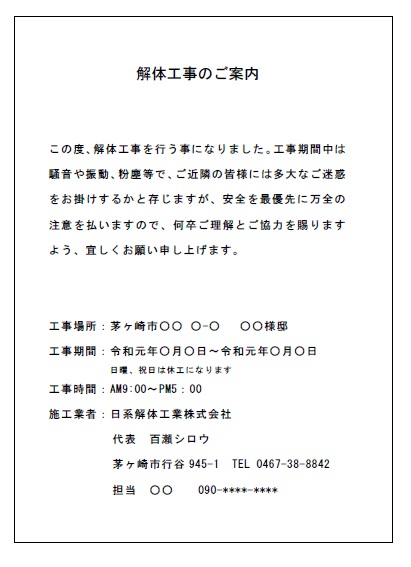 解体工事のご案内
この度、解体工事を行う事になりました。工事期間中は
騒音や振動、粉塵等で、ご近隣の皆様には多大なご迷惑
をお掛けするかと存じますが、安全を最優先に万全の
注意を払いますので、何卒ご理解とご協力を賜ります
よう、宜しくお願い申し上げます。
工事場所：茅ヶ崎市〇〇 〇-〇　〇〇様邸
工事期間：令和元年〇月〇日～令和元年〇月〇日
日曜、祝日は休工になります
工事時間：AM9:00～PM5：00
施工業者：日系解体工業株式会社
代表　百瀬シロウ
茅ヶ崎市行谷945-1　TEL 0467-38-8842
担当　〇〇　090-****-****